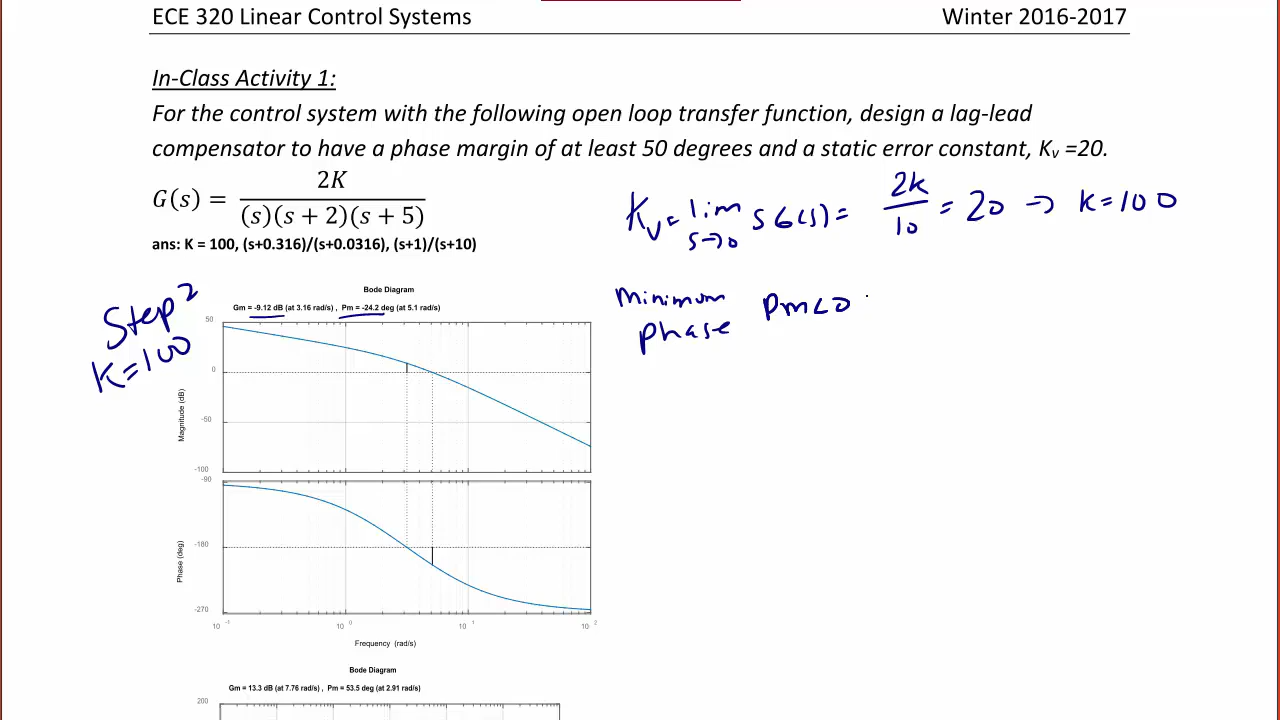 ECE 320 Linear Control Systems Winter 2016-2017
In-Class Activity 1:
For the control system with the following open loop transfer function, design a lag-lead
compensator to have a phase margin of at least 50 degrees and a static error constant, Kv =20.
G(s) = 2K / (s)(s + 2)(s + 5)
Kv = lim s→0 sG(s) = 2k/10 = 20 → k=100
ans: K = 100, (s+0.316)/(s+0.0316), (s+1)/(s+10)
Step 2
K=100
minimum phase Pm<0
Bode Diagram
Gm = -9.12 dB (at 3.16 rad/s) , Pm = -24.2 deg (at 5.1 rad/s)
Magnitude (dB)
50
0
-50
-100
Phase (deg)
-90
-180
-270
10^-1 10^0 10^1 10^2
Frequency (rad/s)
Bode Diagram
Gm = 13.3 dB (at 7.76 rad/s) , Pm = 53.5 deg (at 2.91 rad/s)
200